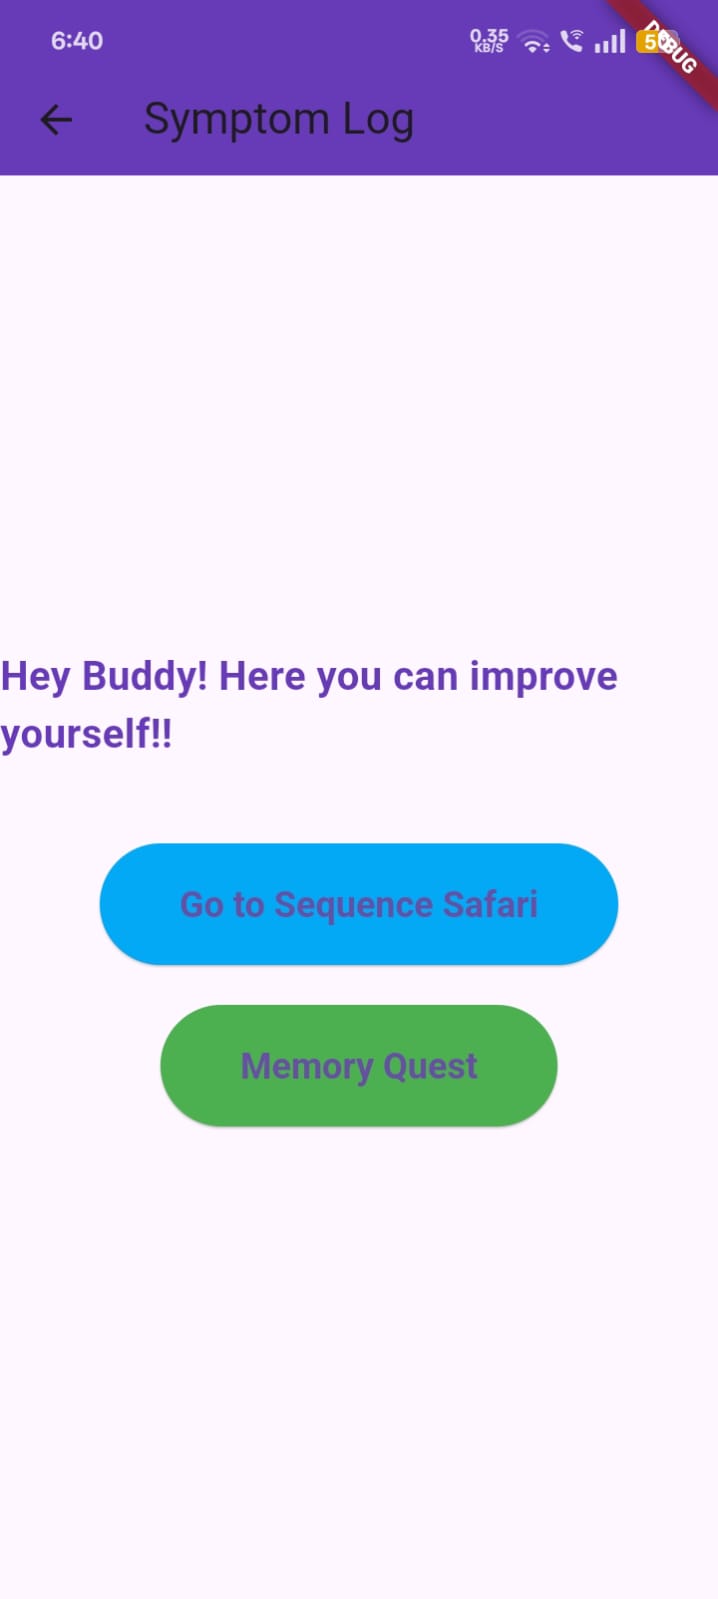 6:40
0.35
KB/S
DEBUG
Symptom Log
Hey Buddy! Here you can improve
yourself!!
Go to Sequence Safari
Memory Quest